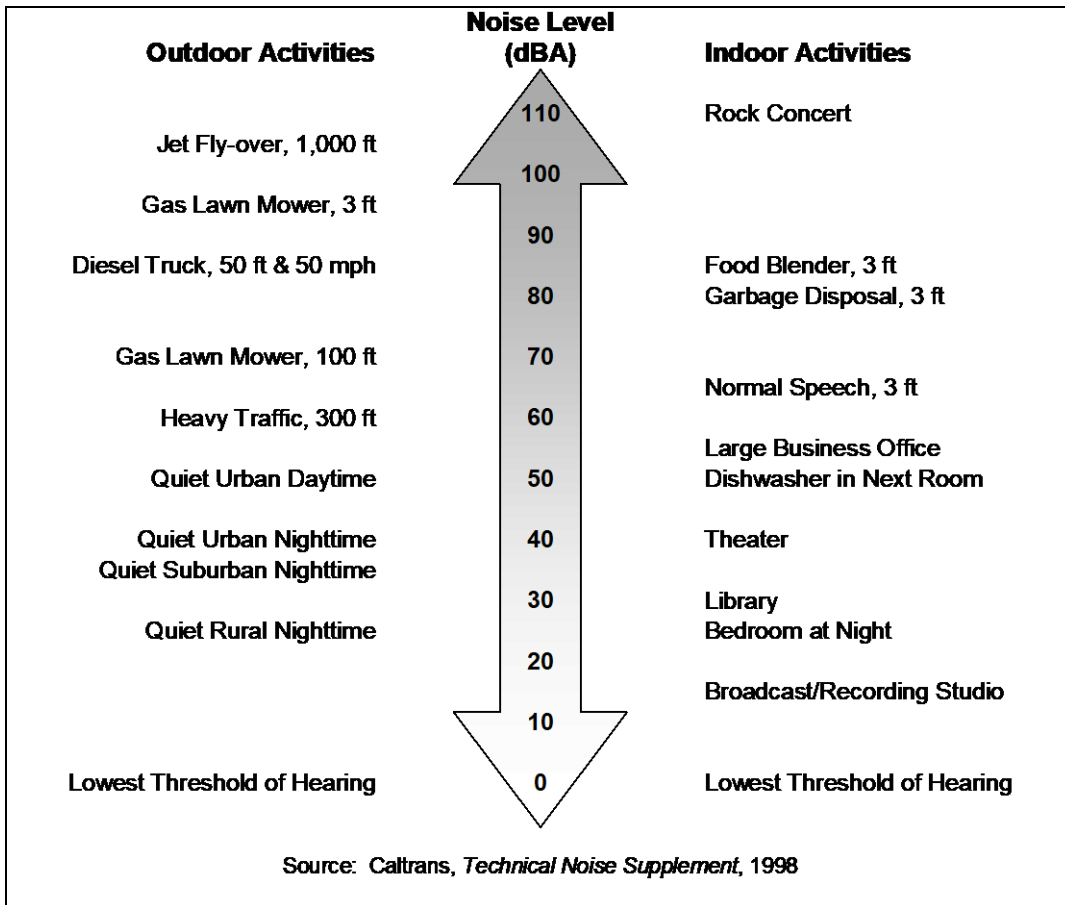 Noise Level
Outdoor Activities (dBA) Indoor Activities
110 Rock Concert
Jet Fly-over, 1,000 ft
100
Gas Lawn Mower, 3 ft
90
Diesel Truck, 50 ft & 50 mph Food Blender, 3 ft
80 Garbage Disposal, 3 ft
Gas Lawn Mower, 100 ft 70
Normal Speech, 3 ft
Heavy Traffic, 300 ft 60
Large Business Office
Quiet Urban Daytime 50 Dishwasher in Next Room
Quiet Urban Nighttime 40 Theater
Quiet Suburban Nighttime
30 Library
Quiet Rural Nighttime Bedroom at Night
20
Broadcast/Recording Studio
10
Lowest Threshold of Hearing 0 Lowest Threshold of Hearing
Source: Caltrans, Technical Noise Supplement, 1998